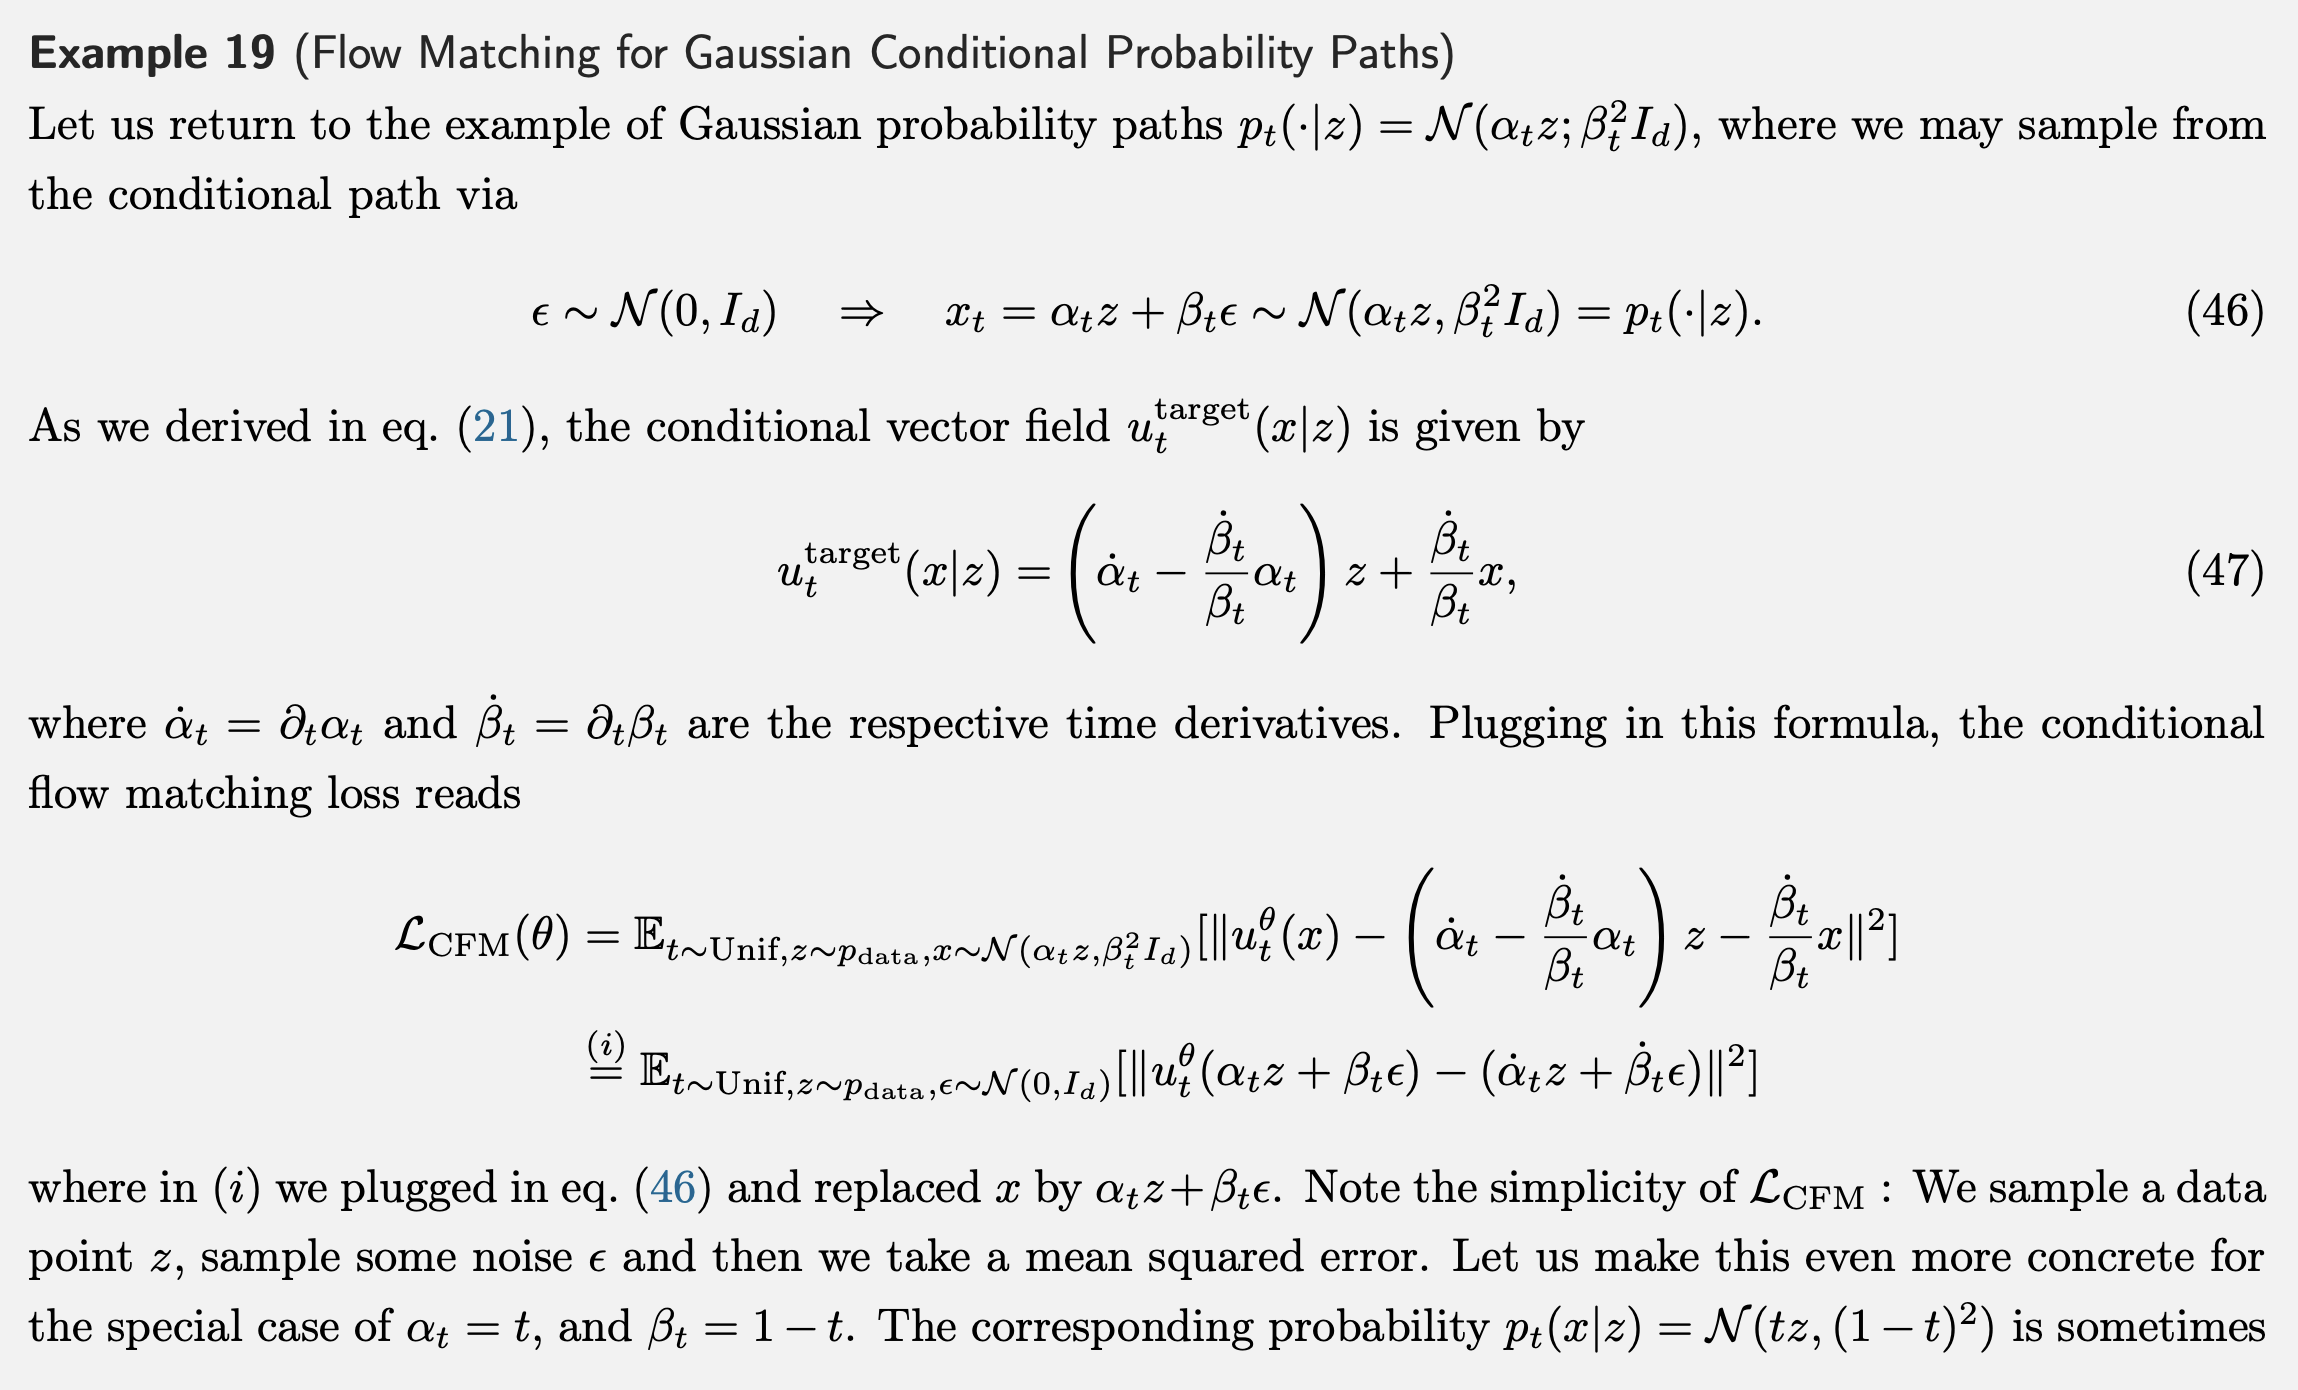 Example 19 (Flow Matching for Gaussian Conditional Probability Paths)
Let us return to the example of Gaussian probability paths $p_t(\cdot|z) = \mathcal{N}(\alpha_t z; \beta_t^2 I_d)$, where we may sample from
the conditional path via
$\epsilon \sim \mathcal{N}(0, I_d) \quad \Rightarrow \quad x_t = \alpha_t z + \beta_t \epsilon \sim \mathcal{N}(\alpha_t z, \beta_t^2 I_d) = p_t(\cdot|z).$ (46)
As we derived in eq. (21), the conditional vector field $u_t^{\text{target}}(x|z)$ is given by
$u_t^{\text{target}}(x|z) = \left( \dot{\alpha}_t - \frac{\dot{\beta}_t}{\beta_t} \alpha_t \right) z + \frac{\dot{\beta}_t}{\beta_t} x,$ (47)
where $\dot{\alpha}_t = \partial_t \alpha_t$ and $\dot{\beta}_t = \partial_t \beta_t$ are the respective time derivatives. Plugging in this formula, the conditional
flow matching loss reads
$\mathcal{L}_{\text{CFM}}(\theta) = \mathbb{E}_{t \sim \text{Unif}, z \sim p_{\text{data}}, x \sim \mathcal{N}(\alpha_t z, \beta_t^2 I_d)} [\| u_t^\theta(x) - \left( \dot{\alpha}_t - \frac{\dot{\beta}_t}{\beta_t} \alpha_t \right) z - \frac{\dot{\beta}_t}{\beta_t} x \|^2]$
$\stackrel{(i)}{=} \mathbb{E}_{t \sim \text{Unif}, z \sim p_{\text{data}}, \epsilon \sim \mathcal{N}(0, I_d)} [\| u_t^\theta(\alpha_t z + \beta_t \epsilon) - (\dot{\alpha}_t z + \dot{\beta}_t \epsilon) \|^2]$
where in $(i)$ we plugged in eq. (46) and replaced $x$ by $\alpha_t z + \beta_t \epsilon$. Note the simplicity of $\mathcal{L}_{\text{CFM}}$ : We sample a data
point $z$, sample some noise $\epsilon$ and then we take a mean squared error. Let us make this even more concrete for
the special case of $\alpha_t = t$, and $\beta_t = 1 - t$. The corresponding probability $p_t(x|z) = \mathcal{N}(tz, (1 - t)^2)$ is sometimes